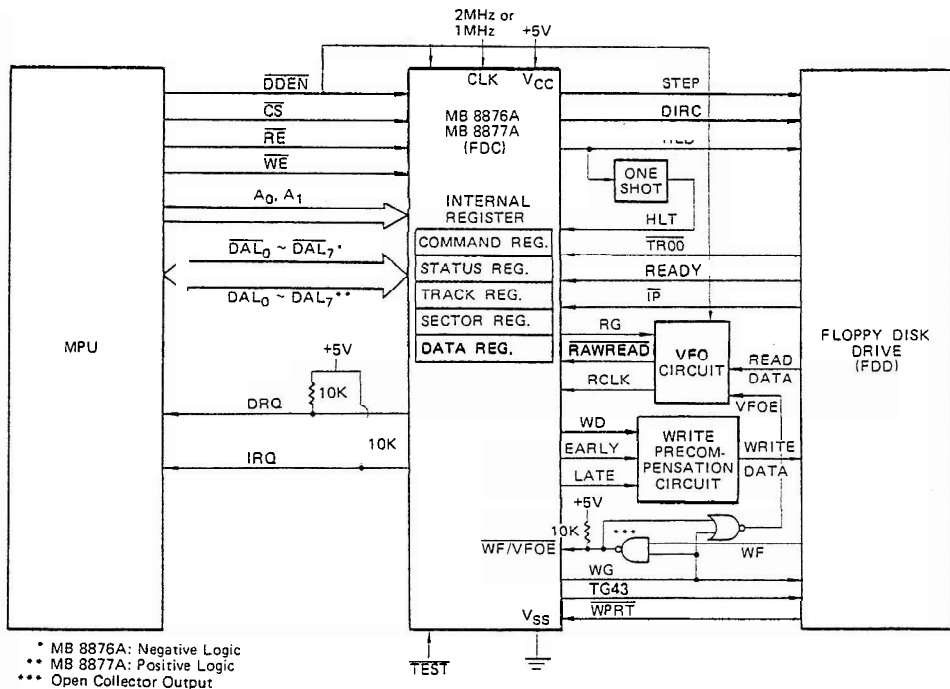 2MHz or
1MHz
+5V
CLK
VCC
DDEN
CS
RE
WE
A0, A1
DAL0 ~ DAL7 *
DAL0 ~ DAL7 **
MPU
+5V
10K
DRQ
10K
IRQ
MB 8876A
MB 8877A
(FDC)
INTERNAL
REGISTER
COMMAND REG.
STATUS REG.
TRACK REG.
SECTOR REG.
DATA REG.
WF/VFOE
VSS
TEST
STEP
DIRC
ONE
SHOT
HLT
TR00
READY
IP
RG
RAWREAD
RCLK
VFO
CIRCUIT
READ
DATA
VFOE
WD
EARLY
LATE
WRITE
PRECOM-
PENSATION
CIRCUIT
WRITE
DATA
+5V
10K
***
WF
WG
TG43
WPRT
FLOPPY DISK
DRIVE
(FDD)
* MB 8876A: Negative Logic
** MB 8877A: Positive Logic
*** Open Collector Output